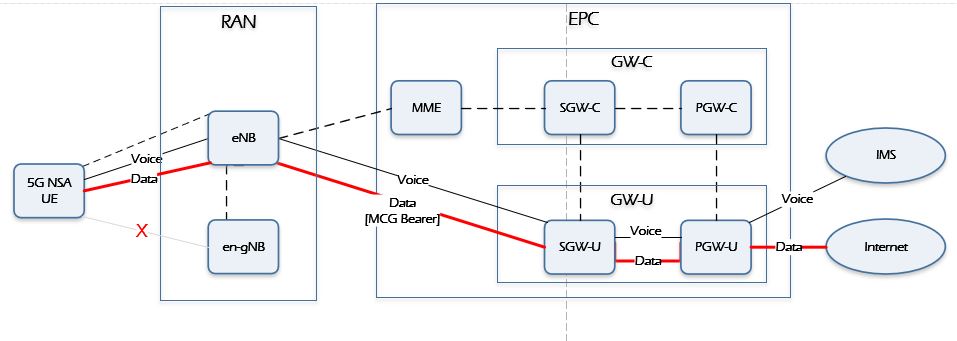 RAN
EPC
GW-C
MME
SGW-C
PGW-C
eNB
IMS
Voice
Data
5G NSA
UE
Voice
Data
[MCG Bearer]
GW-U
Voice
X
en-gNB
SGW-U
Voice
Data
PGW-U
Data
Internet